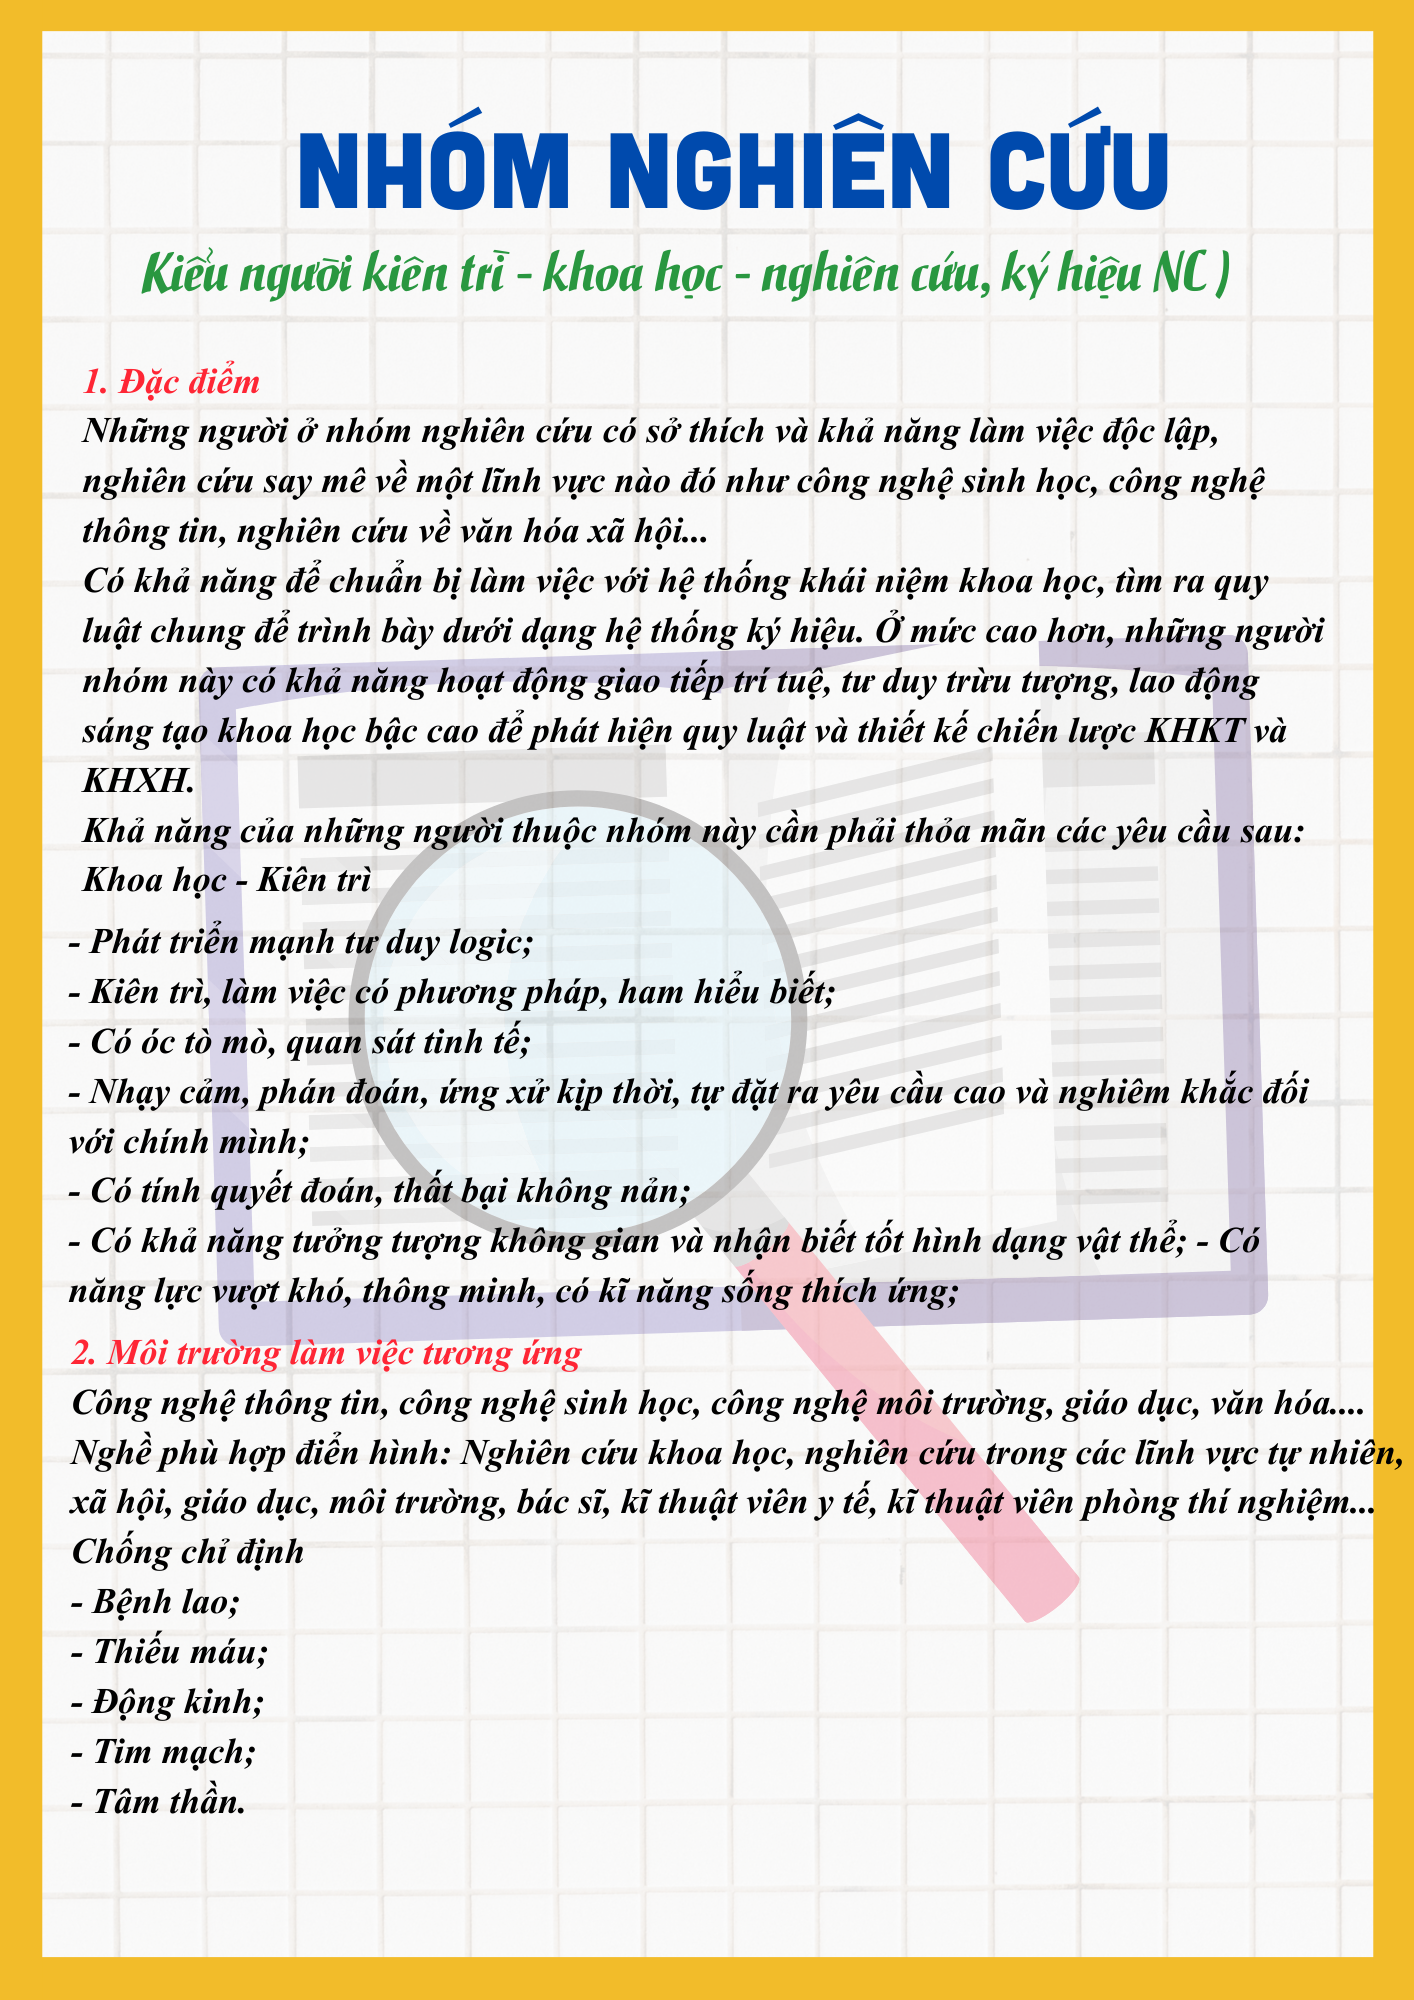 NHÓM NGHIÊN CỨU
Kiểu người kiên trì - khoa học - nghiên cứu, ký hiệu NC )
1. Đặc điểm
Những người ở nhóm nghiên cứu có sở thích và khả năng làm việc độc lập,
nghiên cứu say mê về một lĩnh vực nào đó như công nghệ sinh học, công nghệ
thông tin, nghiên cứu về văn hóa xã hội...
Có khả năng để chuẩn bị làm việc với hệ thống khái niệm khoa học, tìm ra quy
luật chung để trình bày dưới dạng hệ thống ký hiệu. Ở mức cao hơn, những người
nhóm này có khả năng hoạt động giao tiếp trí tuệ, tư duy trừu tượng, lao động
sáng tạo khoa học bậc cao để phát hiện quy luật và thiết kế chiến lược KHKT và
KHXH.
Khả năng của những người thuộc nhóm này cần phải thỏa mãn các yêu cầu sau:
Khoa học - Kiên trì
- Phát triển mạnh tư duy logic;
- Kiên trì, làm việc có phương pháp, ham hiểu biết;
- Có óc tò mò, quan sát tinh tế;
- Nhạy cảm, phán đoán, ứng xử kịp thời, tự đặt ra yêu cầu cao và nghiêm khắc đối
với chính mình;
- Có tính quyết đoán, thất bại không nản;
- Có khả năng tưởng tượng không gian và nhận biết tốt hình dạng vật thể; - Có
năng lực vượt khó, thông minh, có kĩ năng sống thích ứng;
2. Môi trường làm việc tương ứng
Công nghệ thông tin, công nghệ sinh học, công nghệ môi trường, giáo dục, văn hóa....
Nghề phù hợp điển hình: Nghiên cứu khoa học, nghiên cứu trong các lĩnh vực tự nhiên,
xã hội, giáo dục, môi trường, bác sĩ, kĩ thuật viên y tế, kĩ thuật viên phòng thí nghiệm...
Chống chỉ định
- Bệnh lao;
- Thiếu máu;
- Động kinh;
- Tim mạch;
- Tâm thần.